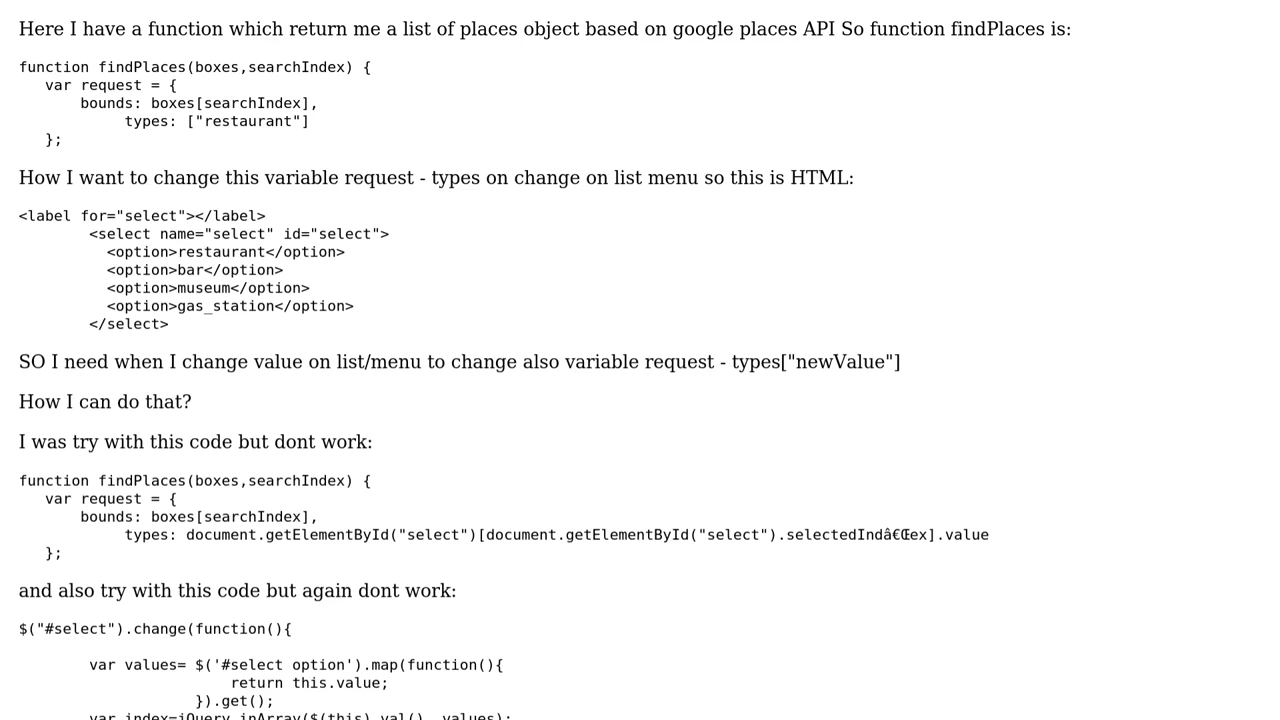 Here I have a function which return me a list of places object based on google places API So function findPlaces is:
function findPlaces(boxes,searchIndex) {
   var request = {
       bounds: boxes[searchIndex],
            types: ["restaurant"]
   };
How I want to change this variable request - types on change on list menu so this is HTML:
<label for="select"></label>
        <select name="select" id="select">
          <option>restaurant</option>
          <option>bar</option>
          <option>museum</option>
          <option>gas_station</option>
        </select>
SO I need when I change value on list/menu to change also variable request - types["newValue"]
How I can do that?
I was try with this code but dont work:
function findPlaces(boxes,searchIndex) {
   var request = {
       bounds: boxes[searchIndex],
            types: document.getElementById("select")[document.getElementById("select").selectedIndâ€Œex].value
   };
and also try with this code but again dont work:
$("#select").change(function(){
        var values= $('#select option').map(function(){
                        return this.value;
                    }).get();
        var index=jQuery.inArray($(this).val(), values);